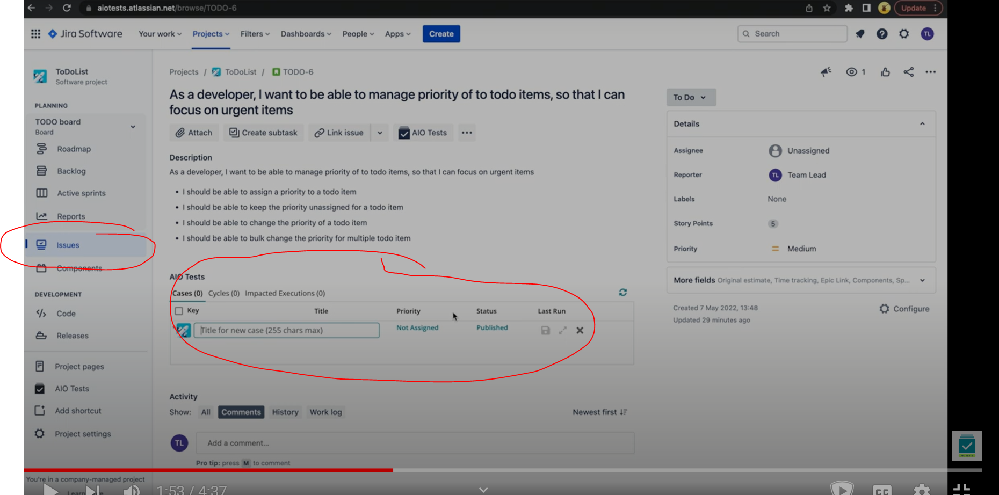 aiotests.atlassian.net/browse/TODO-6
Update
Jira Software
Your work
Projects
Filters
Dashboards
People
Apps
Create
Search
TL
ToDoList
Software project
PLANNING
TODO board
Board
Roadmap
Backlog
Active sprints
Reports
Issues
Components
DEVELOPMENT
Code
Releases
Project pages
AIO Tests
Add shortcut
Project settings
You're in a company-managed project
Projects / ToDoList / TODO-6
1
As a developer, I want to be able to manage priority of to todo items, so that I can
focus on urgent items
Attach
Create subtask
Link issue
AIO Tests
Description
As a developer, I want to be able to manage priority of to todo items, so that I can focus on urgent items
• I should be able to assign a priority to a todo item
• I should be able to keep the priority unassigned for a todo item
• I should be able to change the priority of a todo item
• I should be able to bulk change the priority for multiple todo item
AIO Tests
Cases (0) Cycles (0) Impacted Executions (0)
Key Title Priority Status Last Run
Title for new case (255 chars max) Not Assigned Published
Activity
Show: All Comments History Work log Newest first
TL Add a comment...
Pro tip: press M to comment
To Do
Details
Assignee Unassigned
Reporter TL Team Lead
Labels None
Story Points 5
Priority Medium
More fields Original estimate, Time tracking, Epic Link, Components, Sp...
Created 7 May 2022, 13:48
Updated 29 minutes ago
Configure
AIO TESTS
1:53 / 4:37
CC